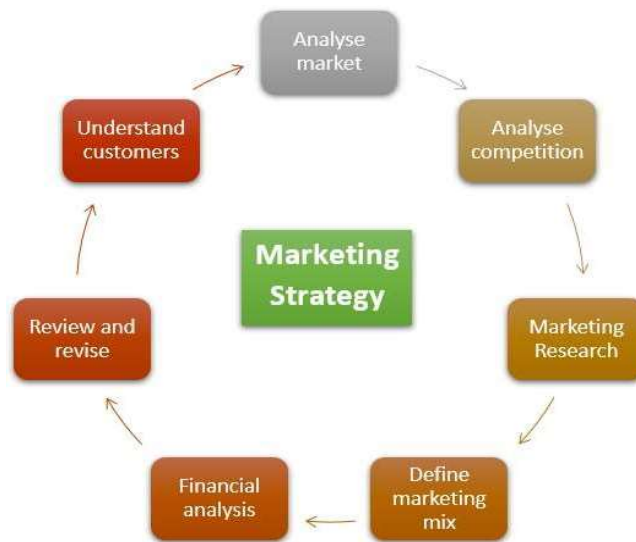 Analyse
market
Analyse
competition
Marketing
Research
Define
marketing
mix
Financial
analysis
Review and
revise
Understand
customers
Marketing
Strategy